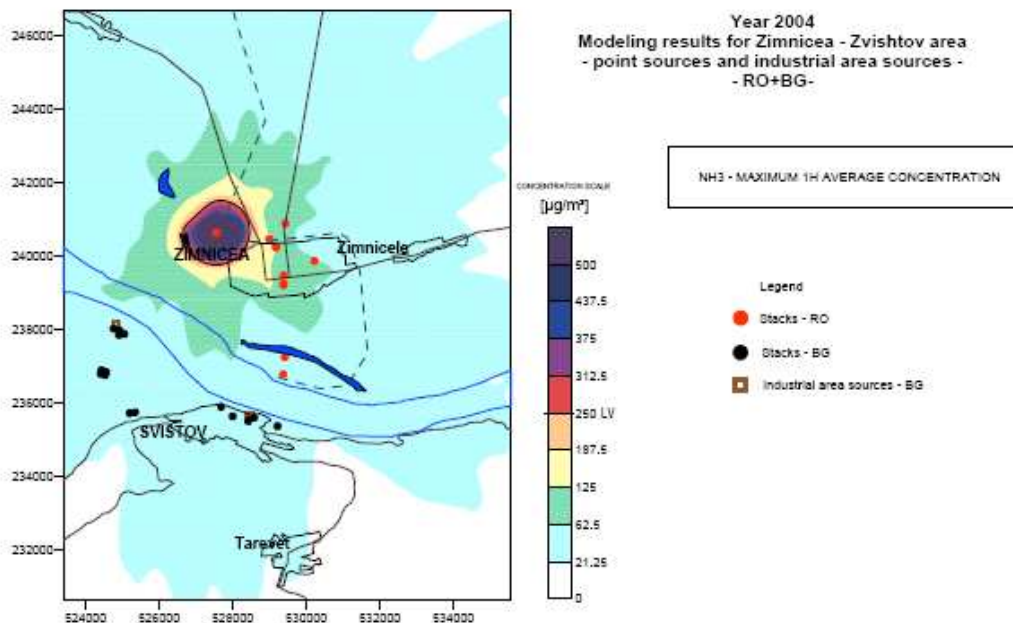 Year 2004
Modeling results for Zimnicea - Zvishtov area
- point sources and industrial area sources -
- RO+BG-
NH3 - MAXIMUM 1H AVERAGE CONCENTRATION
CONCENTRATION SCALE
[µg/m³]
500
437.5
375
312.5
250 LV
187.5
125
62.5
21.25
0
Legend
Stacks - RO
Stacks - BG
Industrial area sources - BG
246000
244000
242000
240000
238000
236000
234000
232000
524000
526000
528000
530000
532000
534000
ZIMNICEA
Zimnicele
SVISTOV
Tarevet